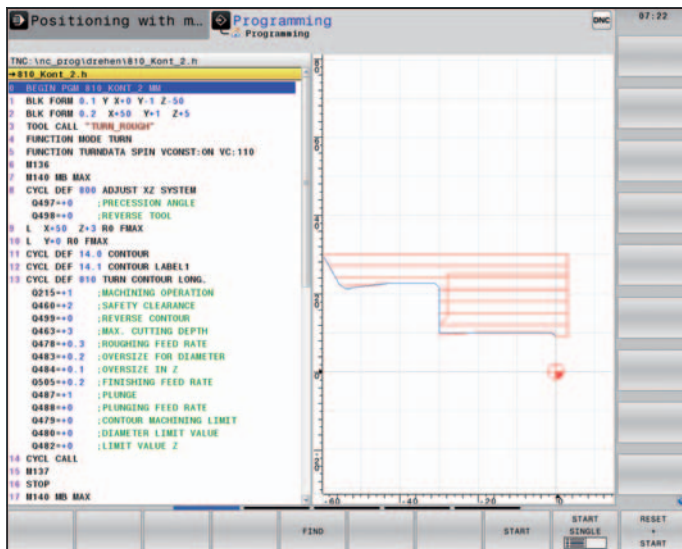 Positioning with m…
Programming
Programming
DNC
07:22
TNC:\nc_prog\drehen\810_Kont_2.h
→810_Kont_2.h
0 BEGIN PGM 810_KONT_2 MM
1 BLK FORM 0.1 Y X+0 Y-1 Z-50
2 BLK FORM 0.2 X+50 Y+1 Z+5
3 TOOL CALL "TURN_ROUGH"
4 FUNCTION MODE TURN
5 FUNCTION TURNDATA SPIN VCONST:ON VC:110
6 M136
7 M140 MB MAX
8 CYCL DEF 800 ADJUST XZ SYSTEM
Q497=+0 ;PRECESSION ANGLE
Q498=+0 ;REVERSE TOOL
9 L X+50 Z+3 R0 FMAX
10 L Y+0 R0 FMAX
11 CYCL DEF 14.0 CONTOUR
12 CYCL DEF 14.1 CONTOUR LABEL1
13 CYCL DEF 810 TURN CONTOUR LONG.
Q215=+1 ;MACHINING OPERATION
Q460=+2 ;SAFETY CLEARANCE
Q499=+0 ;REVERSE CONTOUR
Q463=+3 ;MAX. CUTTING DEPTH
Q478=+0.3 ;ROUGHING FEED RATE
Q483=+0.2 ;OVERSIZE FOR DIAMETER
Q484=+0.1 ;OVERSIZE IN Z
Q505=+0.2 ;FINISHING FEED RATE
Q487=+1 ;PLUNGE
Q488=+0 ;PLUNGING FEED RATE
Q479=+0 ;CONTOUR MACHINING LIMIT
Q480=+0 ;DIAMETER LIMIT VALUE
Q482=+0 ;LIMIT VALUE Z
14 CYCL CALL
15 M137
16 STOP
17 M140 MB MAX
-60 -40 -20 0
FIND
START
START SINGLE
RESET + START